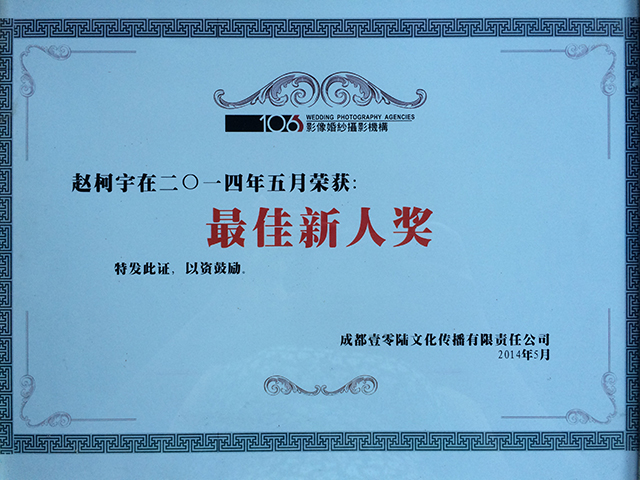 106
WEDDING PHOTOGRAPHY AGENCIES
影像婚紗攝影機構
赵柯宇在二〇一四年五月荣获:
最佳新人奖
特发此证,以资鼓励。
成都壹零陆文化传播有限责任公司
2014年5月